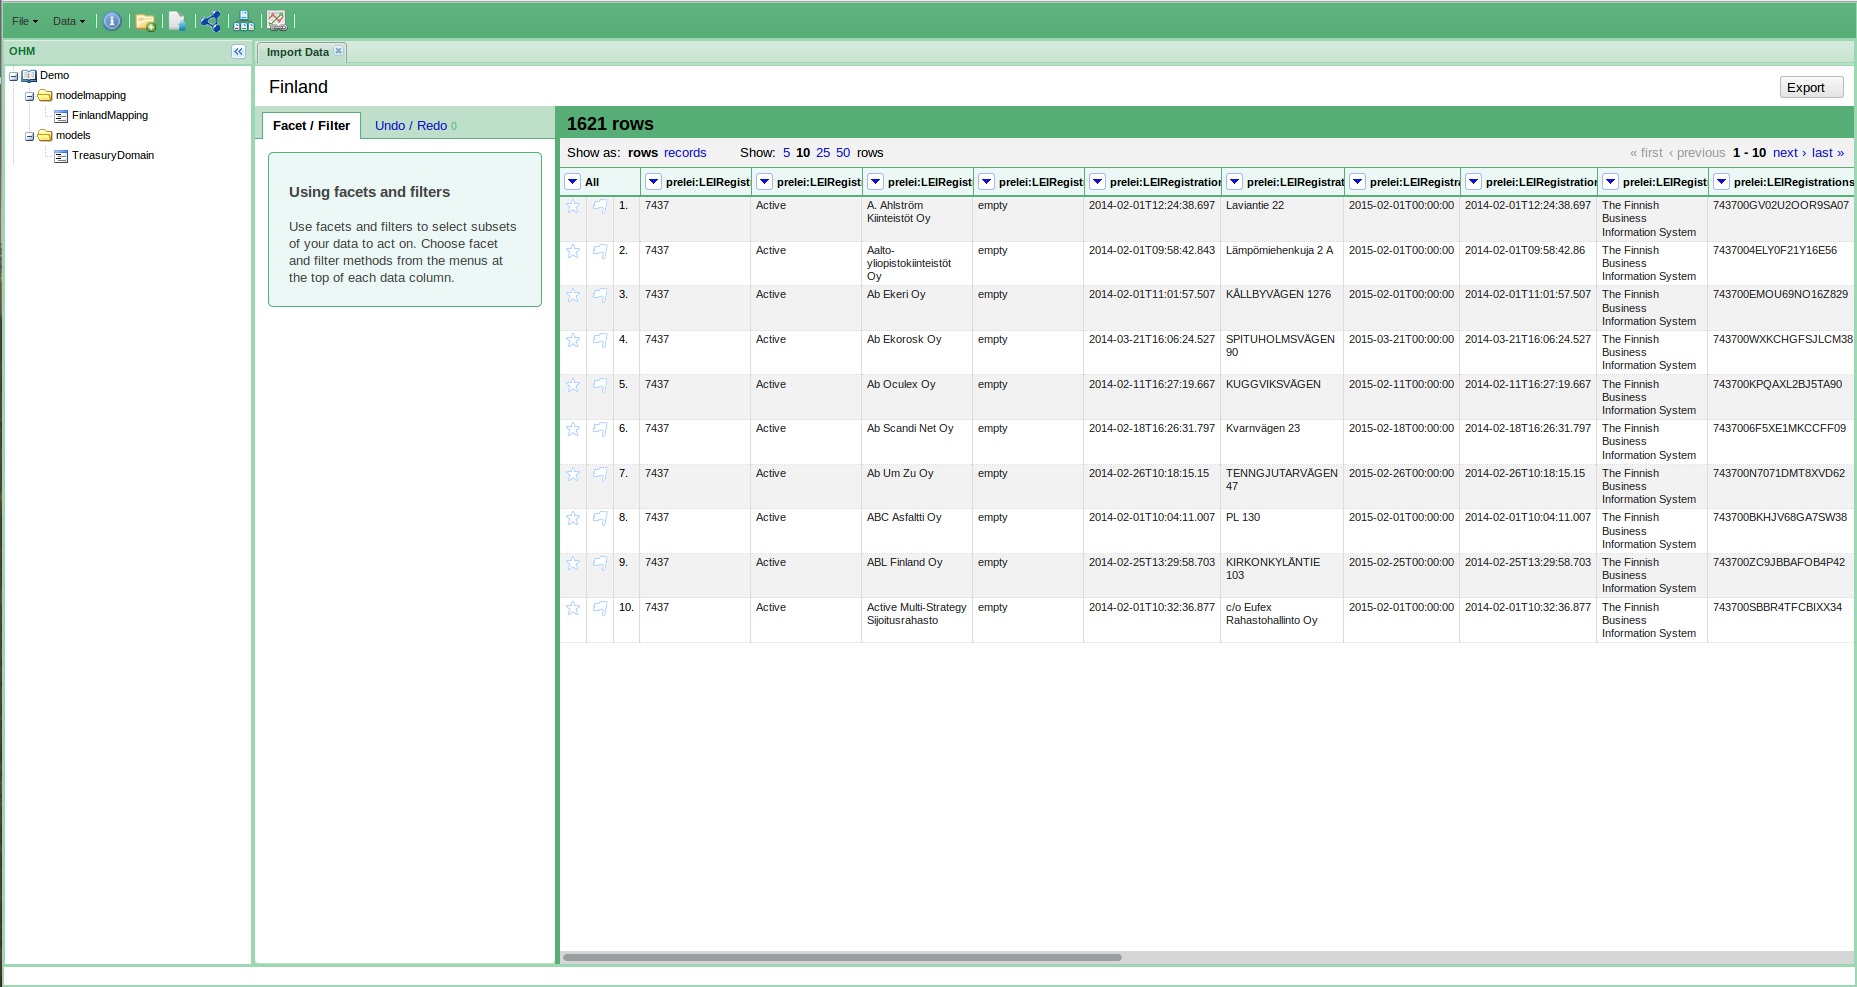 File Data
OHM
Import Data
Demo
modelmapping
FinlandMapping
models
TreasuryDomain
Finland
Export
Facet / Filter Undo / Redo 0
Using facets and filters
Use facets and filters to select subsets
of your data to act on. Choose facet
and filter methods from the menus at
the top of each data column.
1621 rows
Show as: rows records Show: 5 10 25 50 rows « first ‹ previous 1 - 10 next › last »
All prelei:LEIRegist prelei:LEIRegist prelei:LEIRegist prelei:LEIRegist prelei:LEIRegistration prelei:LEIRegistrat prelei:LEIRegistra prelei:LEIRegistration prelei:LEIRegist prelei:LEIRegistrations
1. 7437 Active A. Ahlström empty 2014-02-01T12:24:38.697 Laviantie 22 2015-02-01T00:00:00 2014-02-01T12:24:38.697 The Finnish 743700GV02U2OOR9SA07
Kiinteistöt Oy Business
Information System
2. 7437 Active Aalto- empty 2014-02-01T09:58:42.843 Lämpömiehenkuja 2 A 2015-02-01T00:00:00 2014-02-01T09:58:42.86 The Finnish 7437004ELY0F21Y16E56
yliopistokiinteistöt Business
Oy Information System
3. 7437 Active Ab Ekeri Oy empty 2014-02-01T11:01:57.507 KÅLLBYVÄGEN 1276 2015-02-01T00:00:00 2014-02-01T11:01:57.507 The Finnish 743700EMOU69NO16Z829
Business
Information System
4. 7437 Active Ab Ekorosk Oy empty 2014-03-21T16:06:24.527 SPITUHOLMSVÄGEN 2015-03-21T00:00:00 2014-03-21T16:06:24.527 The Finnish 743700WXKCHGFSJLCM38
90 Business
Information System
5. 7437 Active Ab Oculex Oy empty 2014-02-11T16:27:19.667 KUGGVIKSVÄGEN 2015-02-11T00:00:00 2014-02-11T16:27:19.667 The Finnish 743700KPQAXL2BJ5TA90
Business
Information System
6. 7437 Active Ab Scandi Net Oy empty 2014-02-18T16:26:31.797 Kvarnvägen 23 2015-02-18T00:00:00 2014-02-18T16:26:31.797 The Finnish 7437006F5XE1MKCCFF09
Business
Information System
7. 7437 Active Ab Um Zu Oy empty 2014-02-26T10:18:15.15 TENNGJUTARVÄGEN 2015-02-26T00:00:00 2014-02-26T10:18:15.15 The Finnish 743700N7071DMT8XVD62
47 Business
Information System
8. 7437 Active ABC Asfaltti Oy empty 2014-02-01T10:04:11.007 PL 130 2015-02-01T00:00:00 2014-02-01T10:04:11.007 The Finnish 743700BKHJV68GA7SW38
Business
Information System
9. 7437 Active ABL Finland Oy empty 2014-02-25T13:29:58.703 KIRKONKYLÄNTIE 2015-02-25T00:00:00 2014-02-25T13:29:58.703 The Finnish 743700ZC9JBBAFOB4P42
103 Business
Information System
10. 7437 Active Active Multi-Strategy empty 2014-02-01T10:32:36.877 c/o Eufex 2015-02-01T00:00:00 2014-02-01T10:32:36.877 The Finnish 743700SBBR4TFCBIXX34
Sijoitusrahasto Rahastohallinto Oy Business
Information System